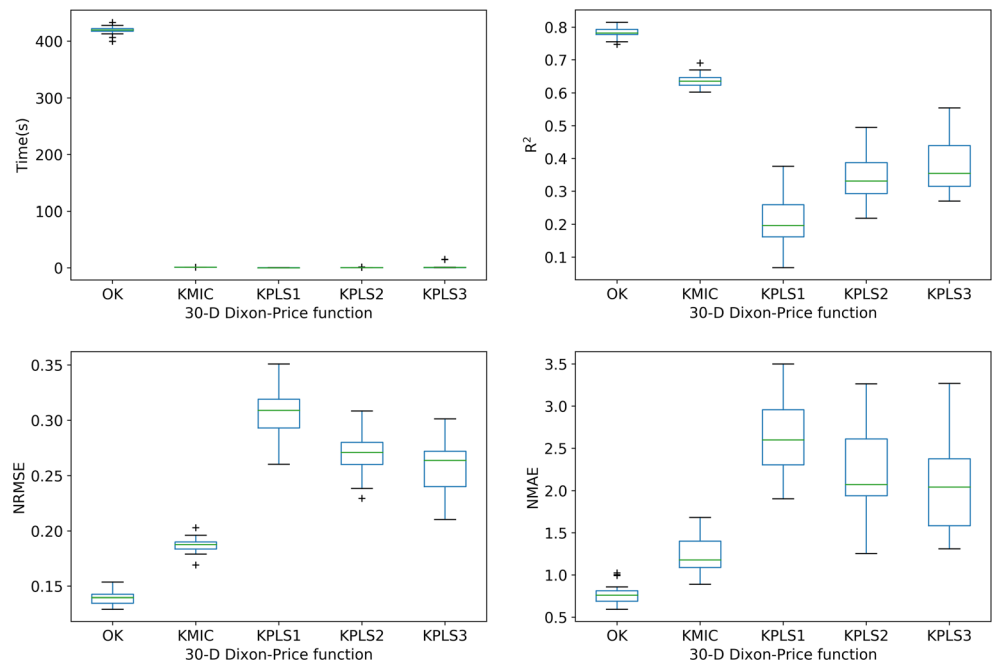 Time(s)
400
300
200
100
0
OK KMIC KPLS1 KPLS2 KPLS3
30-D Dixon-Price function
R²
0.8
0.7
0.6
0.5
0.4
0.3
0.2
0.1
OK KMIC KPLS1 KPLS2 KPLS3
30-D Dixon-Price function
NRMSE
0.35
0.30
0.25
0.20
0.15
OK KMIC KPLS1 KPLS2 KPLS3
30-D Dixon-Price function
NMAE
3.5
3.0
2.5
2.0
1.5
1.0
0.5
OK KMIC KPLS1 KPLS2 KPLS3
30-D Dixon-Price function